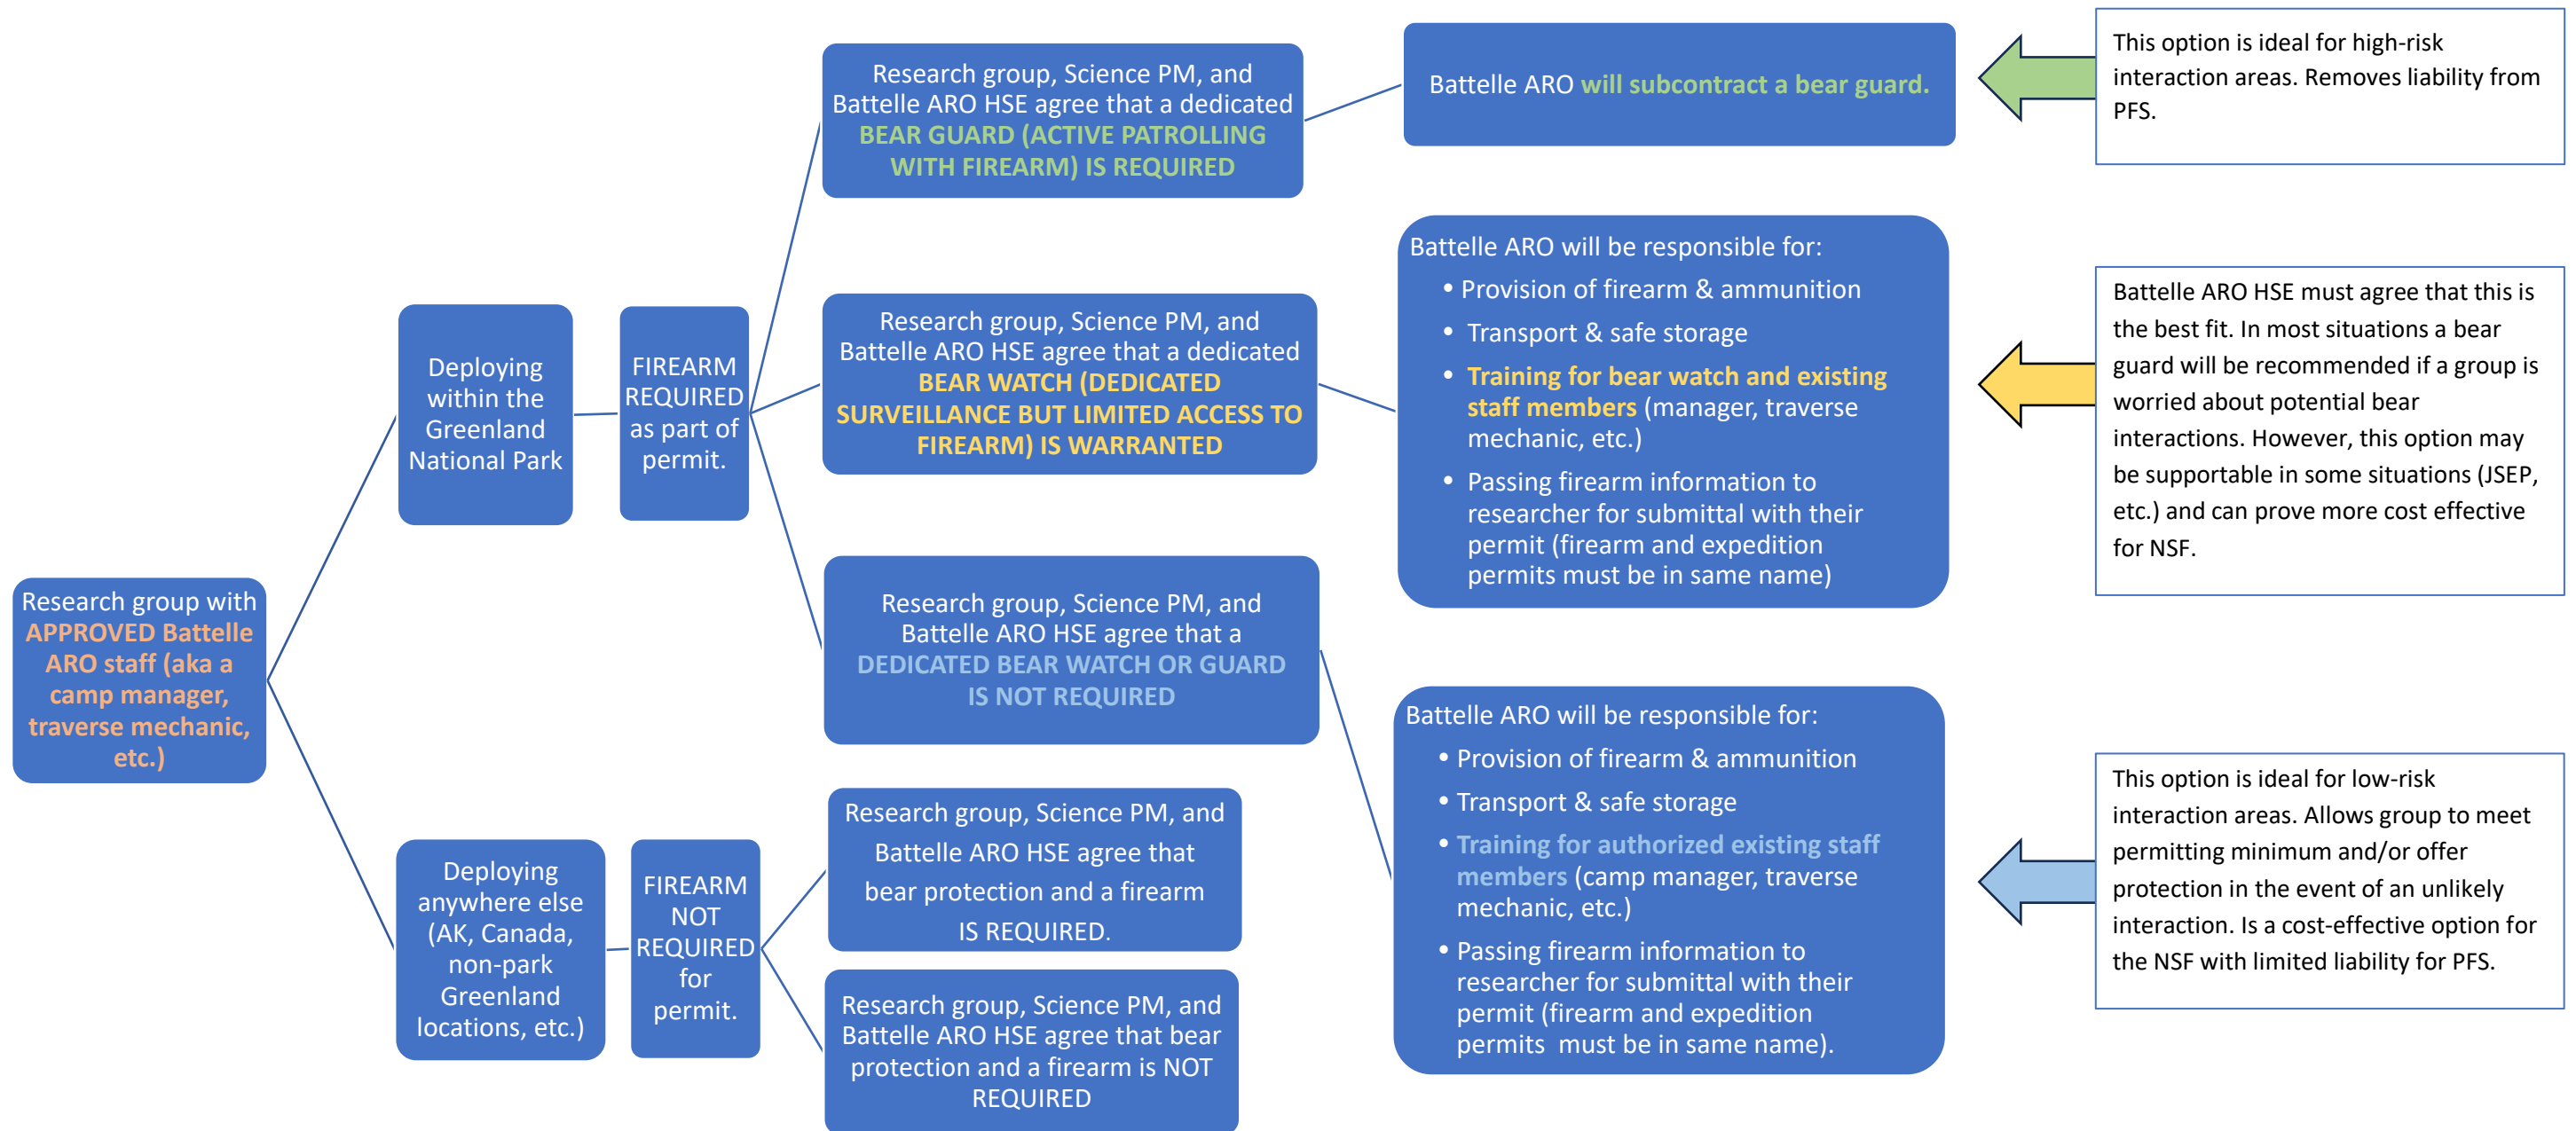 Research group with
APPROVED Battelle
ARO staff (aka a
camp manager,
traverse mechanic,
etc.)
Deploying
within the
Greenland
National Park
FIREARM
REQUIRED
as part of
permit.
Research group, Science PM, and
Battelle ARO HSE agree that a dedicated
BEAR GUARD (ACTIVE PATROLLING
WITH FIREARM) IS REQUIRED
Battelle ARO will subcontract a bear guard.
This option is ideal for high-risk
interaction areas. Removes liability from
PFS.
Research group, Science PM, and
Battelle ARO HSE agree that a dedicated
BEAR WATCH (DEDICATED
SURVEILLANCE BUT LIMITED ACCESS TO
FIREARM) IS WARRANTED
Battelle ARO will be responsible for:
• Provision of firearm & ammunition
• Transport & safe storage
• Training for bear watch and existing
staff members (manager, traverse
mechanic, etc.)
• Passing firearm information to
researcher for submittal with their
permit (firearm and expedition
permits must be in same name)
Battelle ARO HSE must agree that this is
the best fit. In most situations a bear
guard will be recommended if a group is
worried about potential bear
interactions. However, this option may
be supportable in some situations (JSEP,
etc.) and can prove more cost effective
for NSF.
Research group, Science PM, and
Battelle ARO HSE agree that a
DEDICATED BEAR WATCH OR GUARD
IS NOT REQUIRED
Battelle ARO will be responsible for:
• Provision of firearm & ammunition
• Transport & safe storage
• Training for authorized existing staff
members (camp manager, traverse
mechanic, etc.)
• Passing firearm information to
researcher for submittal with their
permit (firearm and expedition
permits must be in same name).
This option is ideal for low-risk
interaction areas. Allows group to meet
permitting minimum and/or offer
protection in the event of an unlikely
interaction. Is a cost-effective option for
the NSF with limited liability for PFS.
Deploying
anywhere else
(AK, Canada,
non-park
Greenland
locations, etc.)
FIREARM
NOT
REQUIRED
for
permit.
Research group, Science PM, and
Battelle ARO HSE agree that
bear protection and a firearm
IS REQUIRED.
Research group, Science PM, and
Battelle ARO HSE agree that bear
protection and a firearm is NOT
REQUIRED